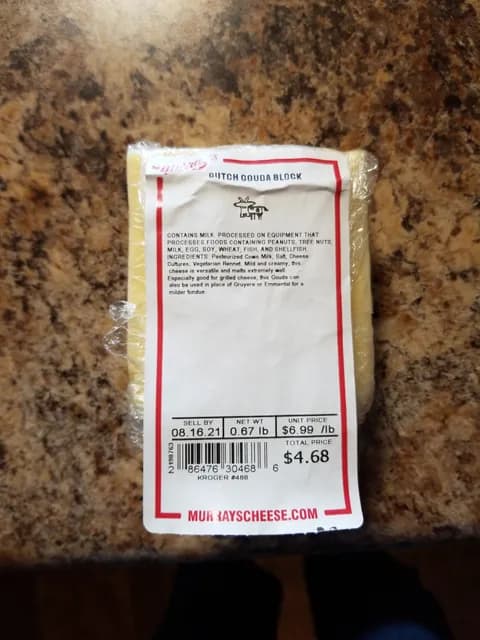 DUTCH GOUDA BLOCK
CONTAINS MILK. PROCESSED ON EQUIPMENT THAT
PROCESSES FOODS CONTAINING PEANUTS, TREE NUTS,
MILK, EGG, SOY, WHEAT, FISH, AND SHELLFISH.
INGREDIENTS: Pasteurized Cows Milk, Salt, Cheese
Cultures, Vegetarian Rennet. Mild and creamy, this
cheese is versatile and melts extremely well.
Especially good for grilled cheese, this Gouda can
also be used in place of Gruyere or Emmental for a
milder fondue.
SELL BY NET WT UNIT PRICE
08.16.21 0.67 lb $6.99 /lb
TOTAL PRICE
$4.68
2198763
86476 30468 6
KROGER #488
MURRAYSCHEESE.COM